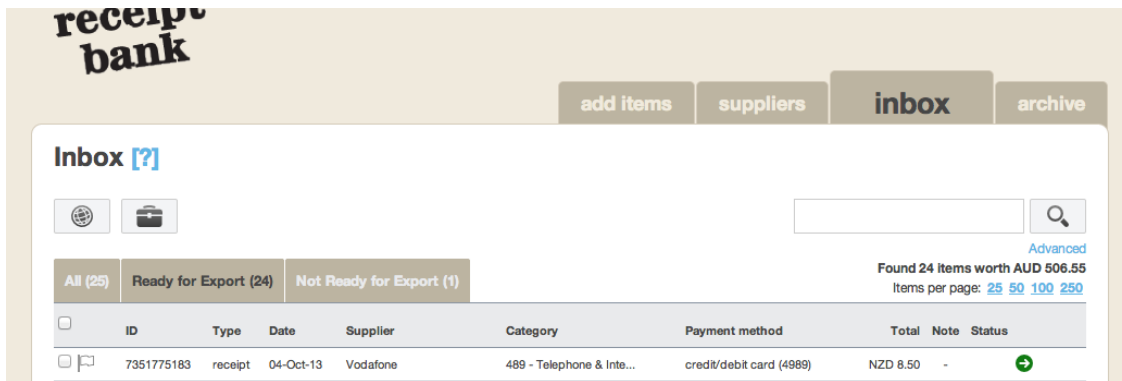 receipt
bank
add items suppliers inbox archive
Inbox [?]
Advanced
Found 24 items worth AUD 506.55
All (25) Ready for Export (24) Not Ready for Export (1)
Items per page: 25 50 100 250
ID Type Date Supplier Category Payment method Total Note Status
7351775183 receipt 04-Oct-13 Vodafone 489 - Telephone & Inte... credit/debit card (4989) NZD 8.50 -